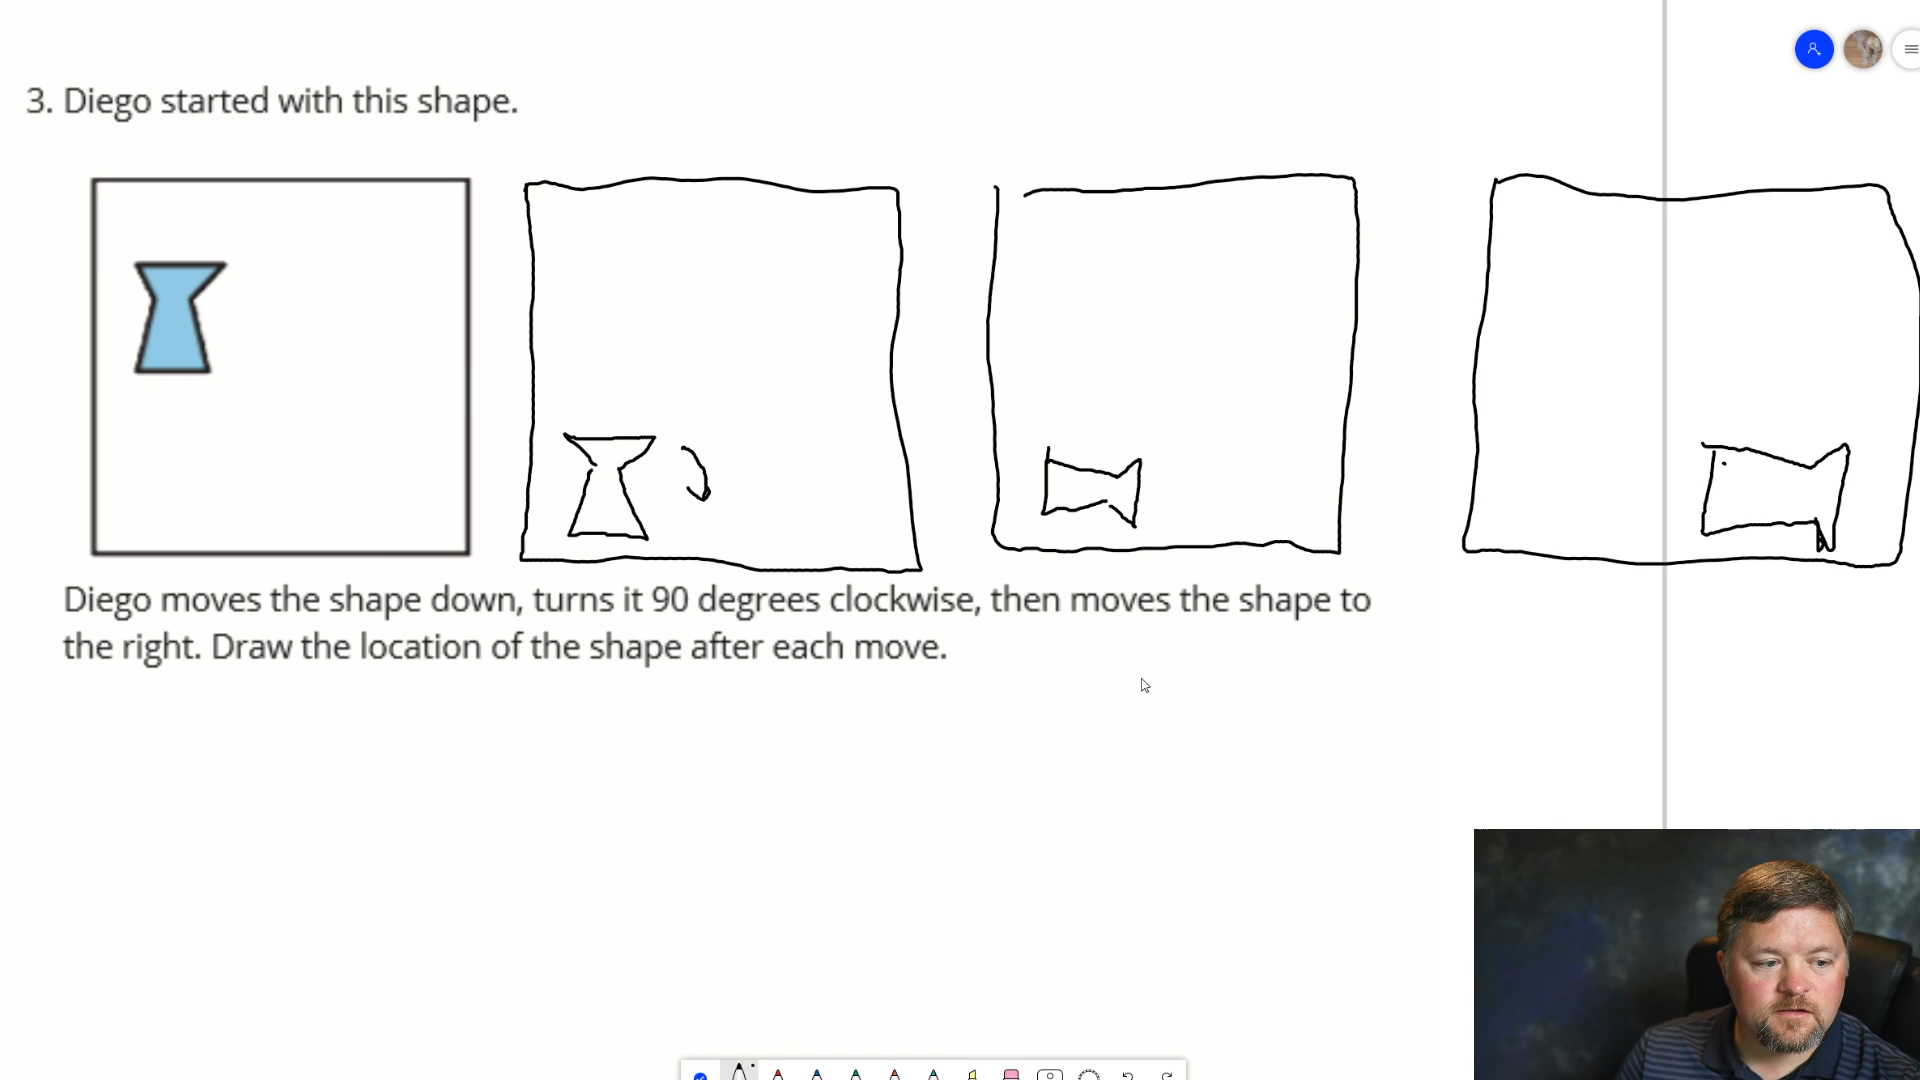 3. Diego started with this shape.
Diego moves the shape down, turns it 90 degrees clockwise, then moves the shape to
the right. Draw the location of the shape after each move.